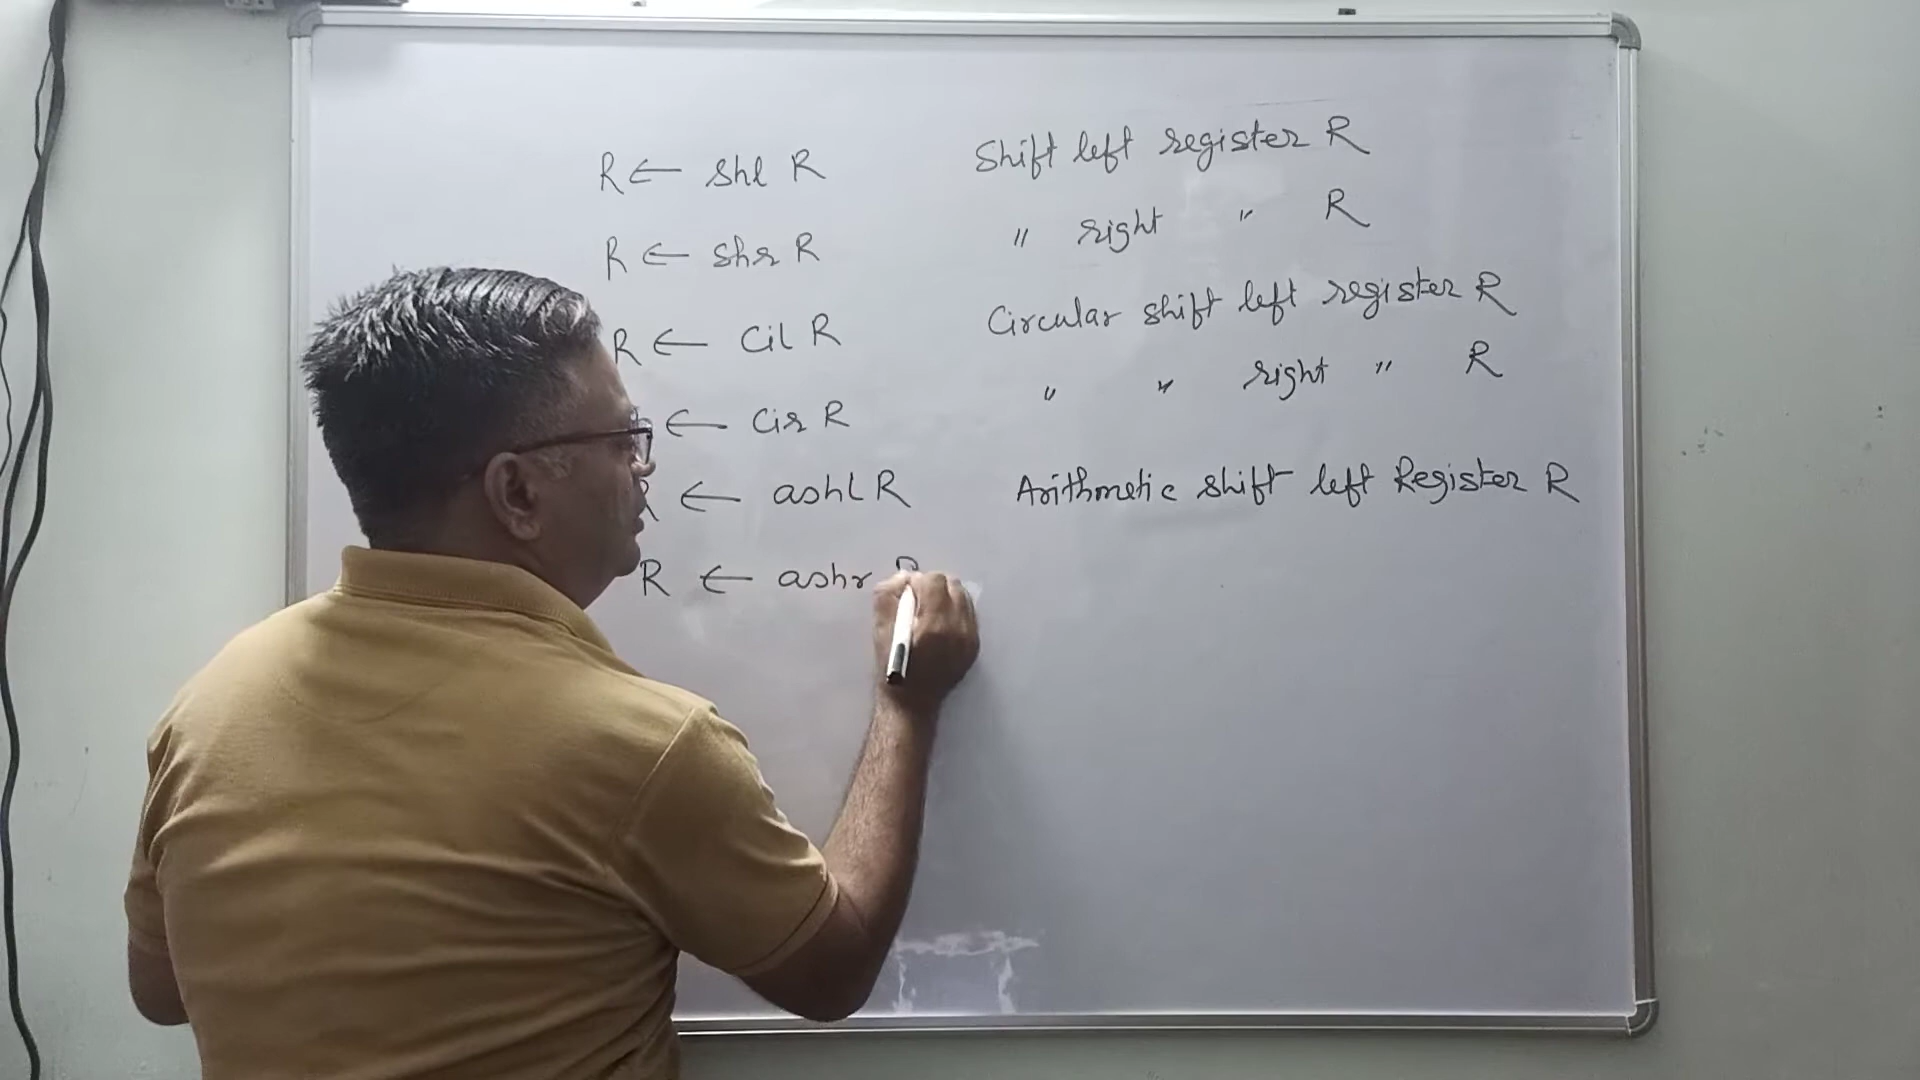 R ← shl R Shift left register R
R ← shr R " right " R
R ← Cil R Circular shift left register R
← Cir R " " right " R
R ← ashl R Arithmetic shift left Register R
R ← ashr R